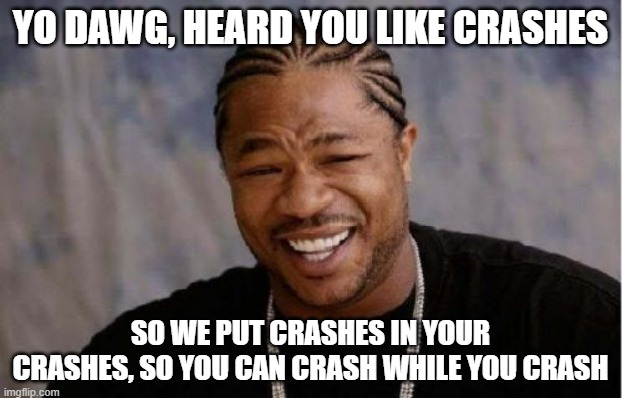 YO DAWG, HEARD YOU LIKE CRASHES
SO WE PUT CRASHES IN YOUR
CRASHES, SO YOU CAN CRASH WHILE YOU CRASH
imgflip.com